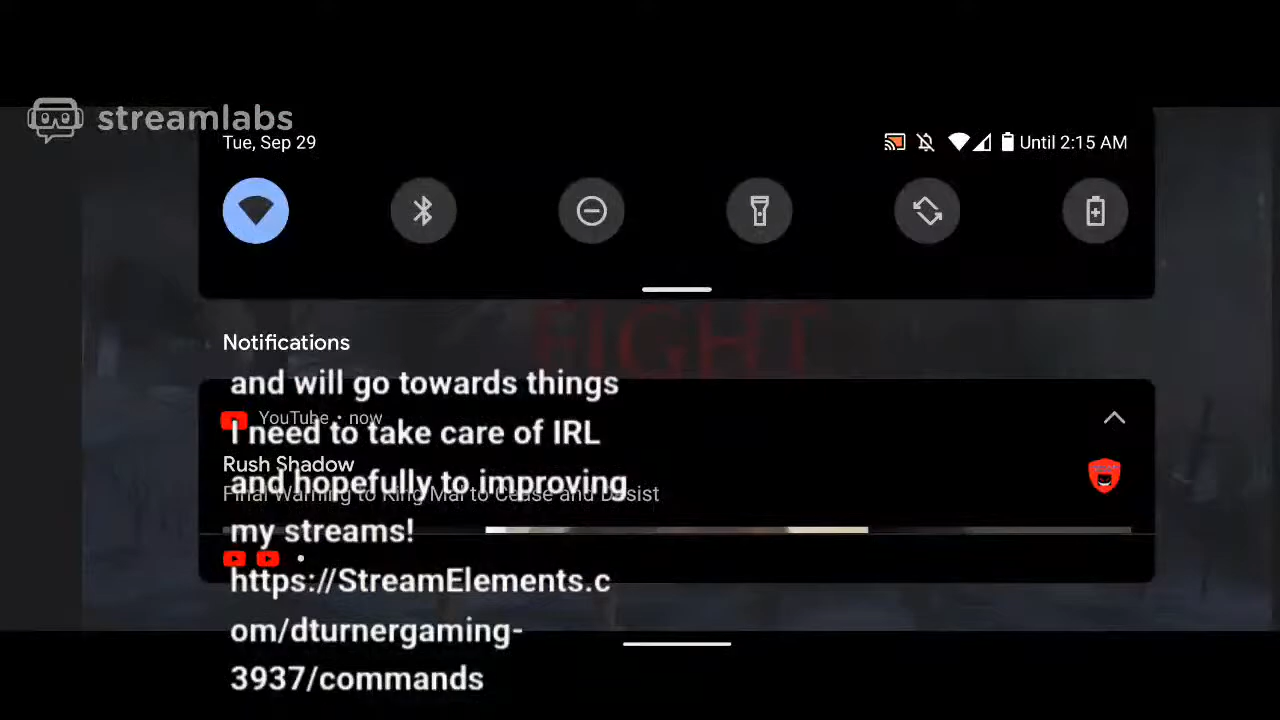 streamlabs
Tue, Sep 29
Until 2:15 AM
FIGHT
Notifications
and will go towards things
YouTube • now
I need to take care of IRL
Rush Shadow
and hopefully to improving
Final Warning to King Mal to Cease and Desist
my streams!
https://StreamElements.c
om/dturnergaming-
3937/commands